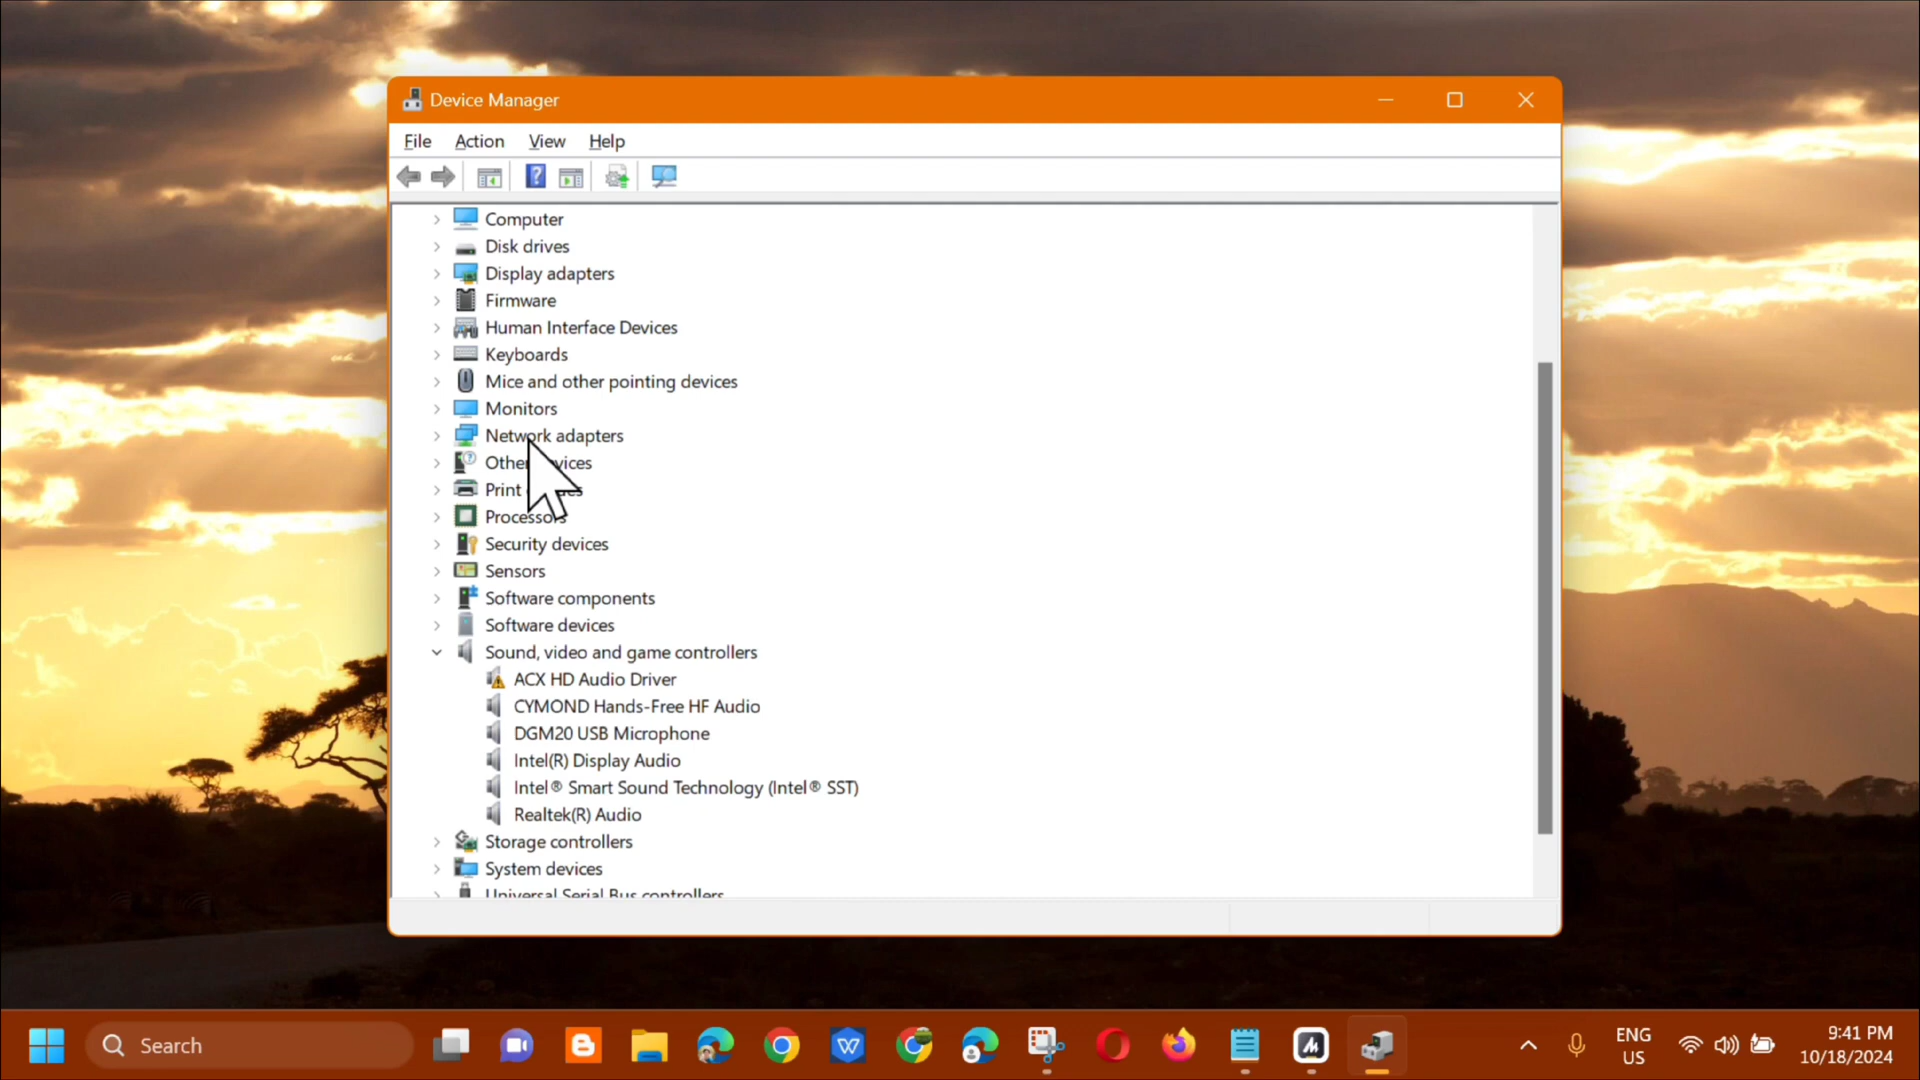 Device Manager
File Action View Help
Computer
Disk drives
Display adapters
Firmware
Human Interface Devices
Keyboards
Mice and other pointing devices
Monitors
Network adapters
Other
Print
Processors
Security devices
Sensors
Software components
Software devices
Sound, video and game controllers
ACX HD Audio Driver
CYMOND Hands-Free HF Audio
DGM20 USB Microphone
Intel(R) Display Audio
Intel® Smart Sound Technology (Intel® SST)
Realtek(R) Audio
Storage controllers
System devices
Universal Serial Bus controllers
Search
ENG
US
9:41 PM
10/18/2024